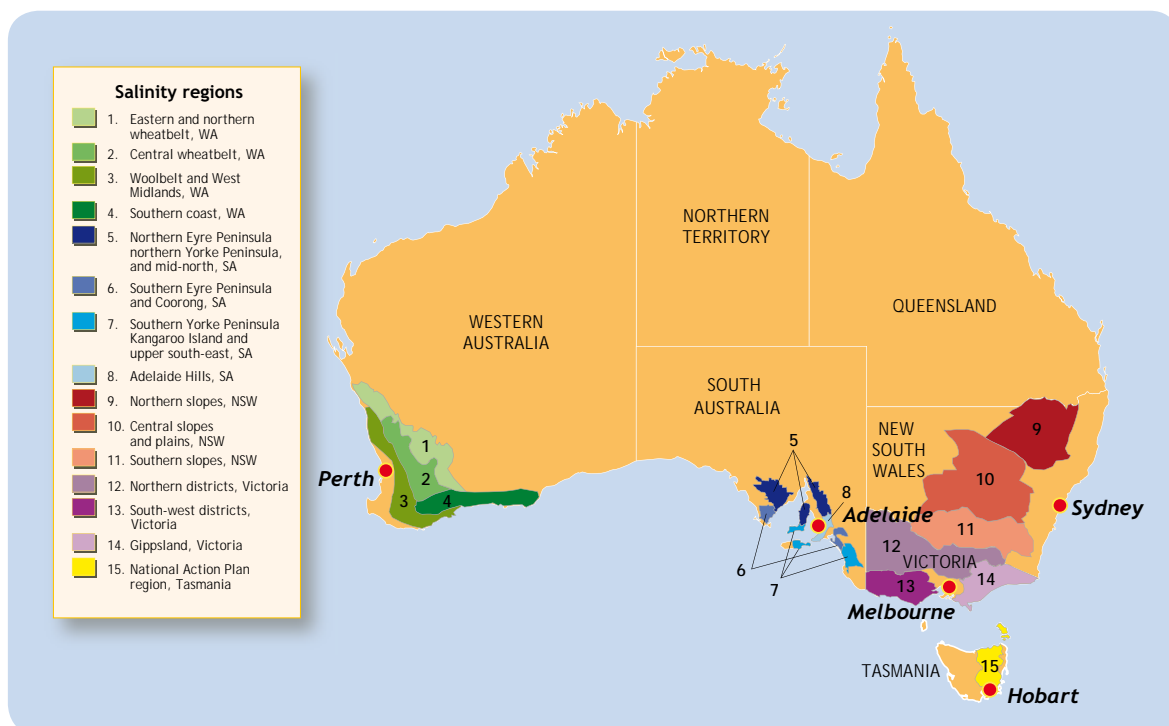 Salinity regions
1. Eastern and northern
wheatbelt, WA
2. Central wheatbelt, WA
3. Woolbelt and West
Midlands, WA
4. Southern coast, WA
5. Northern Eyre Peninsula
northern Yorke Peninsula,
and mid-north, SA
6. Southern Eyre Peninsula
and Coorong, SA
7. Southern Yorke Peninsula
Kangaroo Island and
upper south-east, SA
8. Adelaide Hills, SA
9. Northern slopes, NSW
10. Central slopes
and plains, NSW
11. Southern slopes, NSW
12. Northern districts, Victoria
13. South-west districts,
Victoria
14. Gippsland, Victoria
15. National Action Plan
region, Tasmania
NORTHERN
TERRITORY
QUEENSLAND
WESTERN
AUSTRALIA
SOUTH
AUSTRALIA
NEW
SOUTH
WALES
1
2
3
4
Perth
5
8
Adelaide
6
7
9
10
Sydney
11
12
VICTORIA
13
14
Melbourne
TASMANIA
15
Hobart